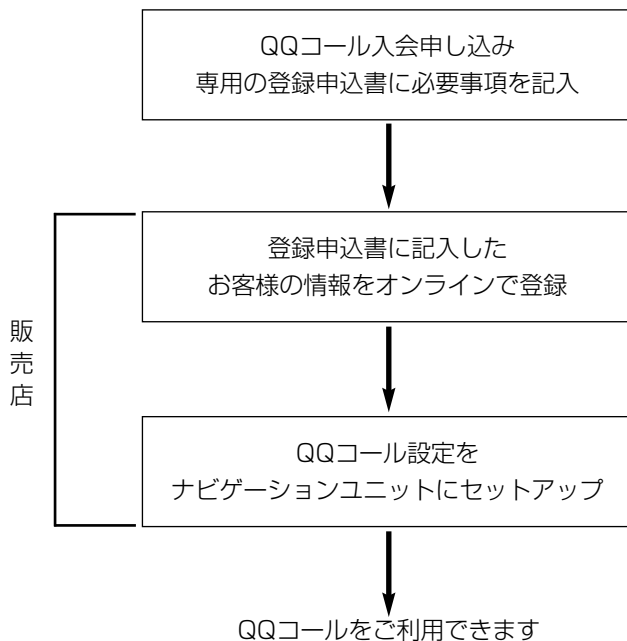 QQコール入会申し込み
専用の登録申込書に必要事項を記入
登録申込書に記入した
お客様の情報をオンラインで登録
販売店
QQコール設定を
ナビゲーションユニットにセットアップ
QQコールをご利用できます